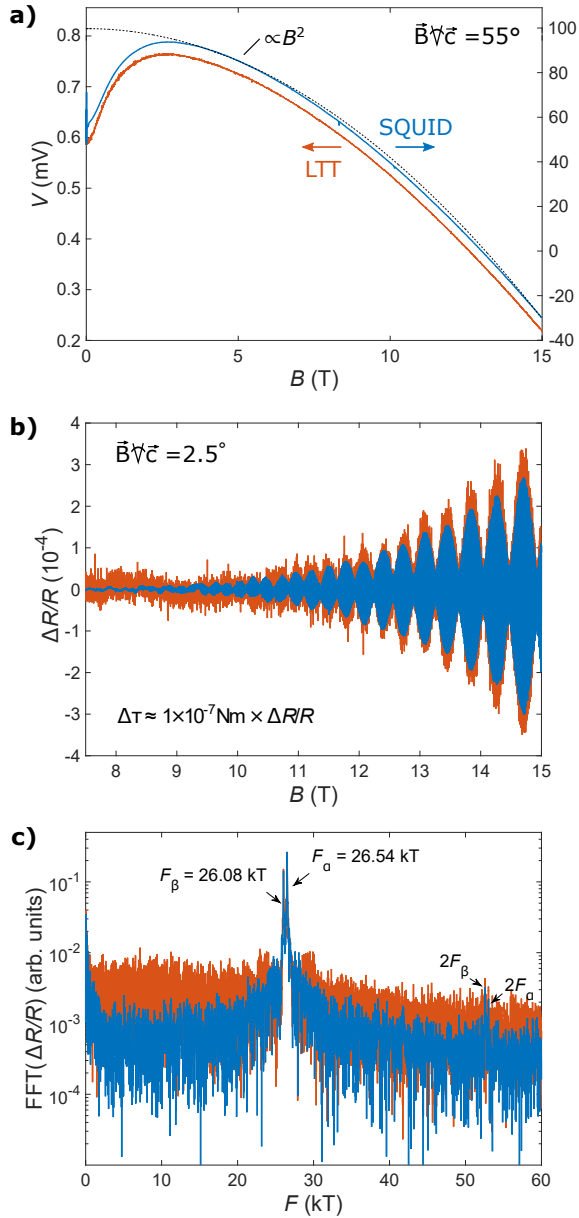 a)
0.8
0.7
0.6
0.5
0.4
0.3
0.2
V (mV)
∝B²
B⃗∢c⃗ = 55°
SQUID
LTT
100
80
60
40
20
0
-20
-40
0
5
10
15
B (T)
b)
4
3
2
1
0
-1
-2
-3
-4
ΔR/R (10⁻⁴)
B⃗∢c⃗ = 2.5°
Δτ ≈ 1×10⁻⁷Nm × ΔR/R
8
9
10
11
12
13
14
15
B (T)
c)
10⁻¹
10⁻²
10⁻³
10⁻⁴
FFT(ΔR/R) (arb. units)
F_β = 26.08 kT
F_α = 26.54 kT
2F_β
2F_α
0
10
20
30
40
50
60
F (kT)